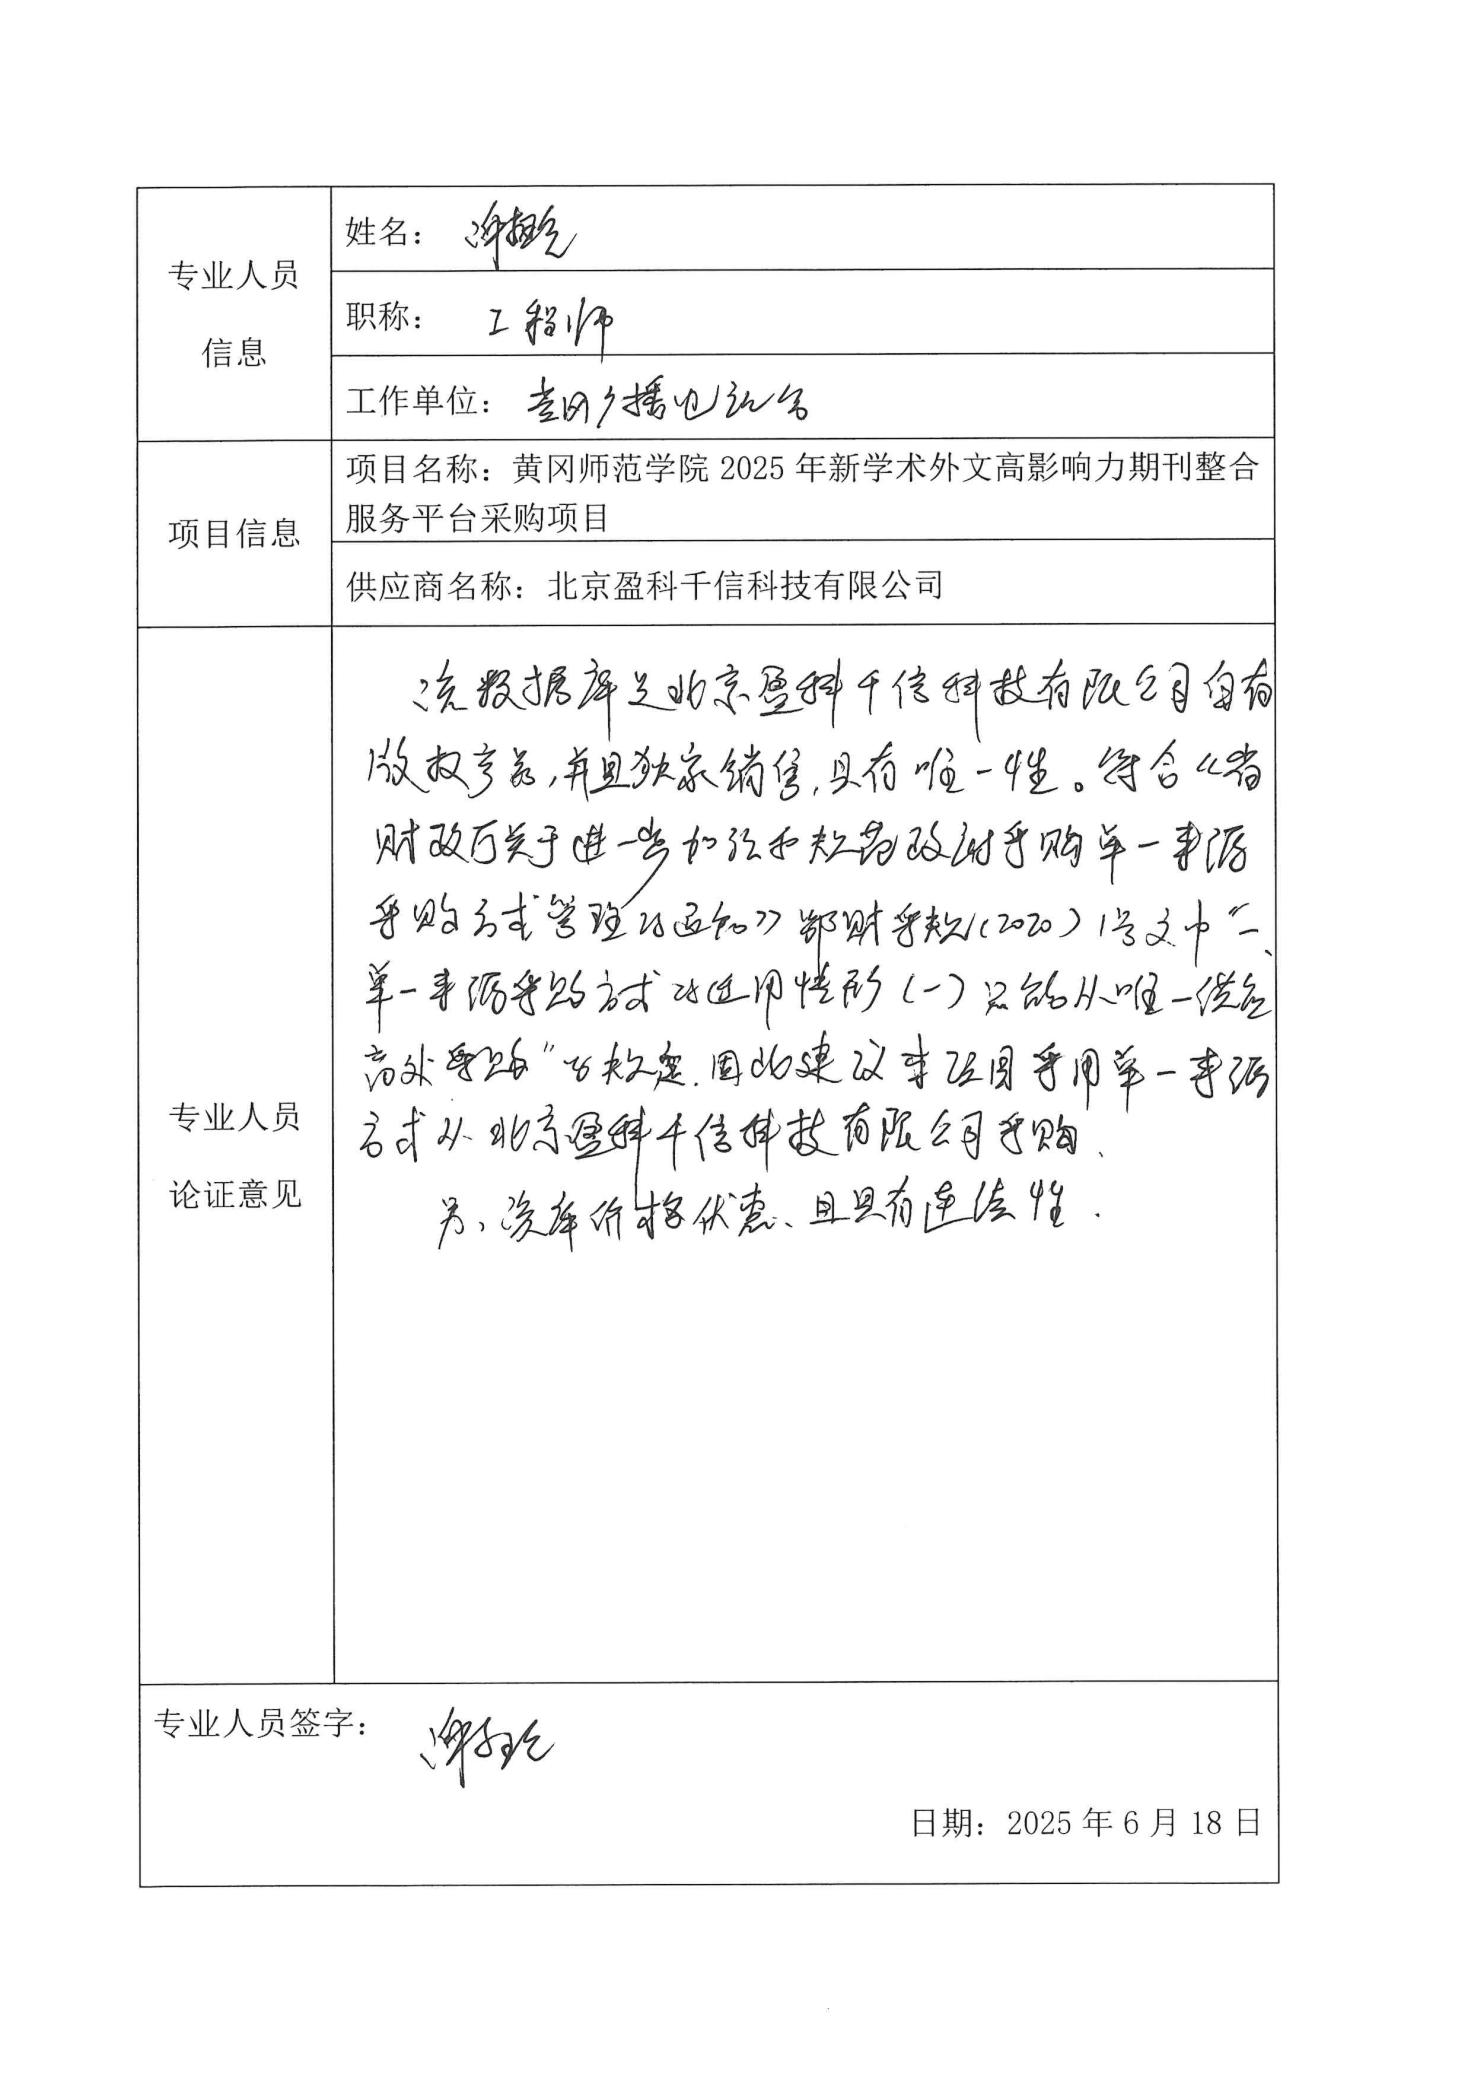 专业人员
信息
姓名：
职称： 工程师
工作单位： 黄冈广播电视台
项目信息
项目名称：黄冈师范学院 2025 年新学术外文高影响力期刊整合
服务平台采购项目
供应商名称：北京盈科千信科技有限公司
专业人员
论证意见
该数据库是北京盈科千信科技有限公司自有
版权产品,并且独家销售,具有唯一性。符合《省
财政厅关于进一步加强和规范政府采购单一来源
采购方式管理的通知》鄂财采规(2020)1号文中“一、
单一来源采购方式的适用情形（一）只能从唯一供应
商处采购”的规定.因此建议本项目采用单一来源
方式从北京盈科千信科技有限公司采购.
另、该库价格优惠、且具有连续性.
专业人员签字：
日期：2025 年 6 月 18 日